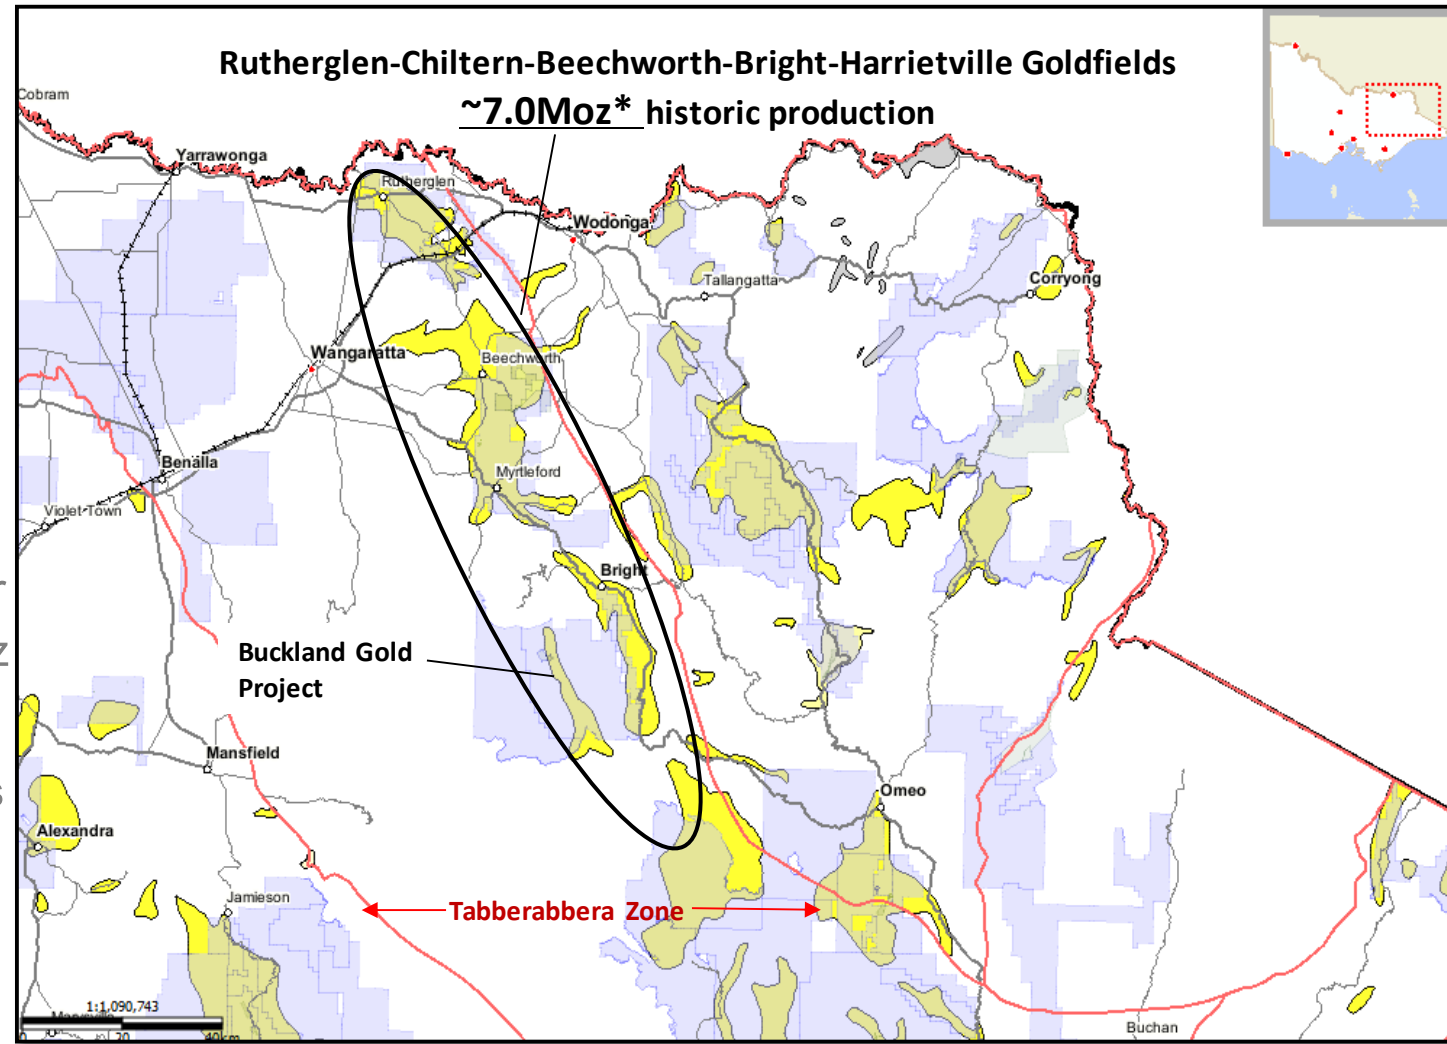 Rutherglen-Chiltern-Beechworth-Bright-Harrietville Goldfields
~7.0Moz* historic production
Cobram
Yarrawonga
Rutherglen
Wodonga
Tallangatta
Corryong
Wangaratta
Beechworth
Benalla
Myrtleford
Violet Town
Bright
Buckland Gold
Project
Mansfield
Omeo
Alexandra
Jamieson
Tabberabbera Zone
1:1,090,743
Marysville
0 20 40km
Buchan
r
z
s